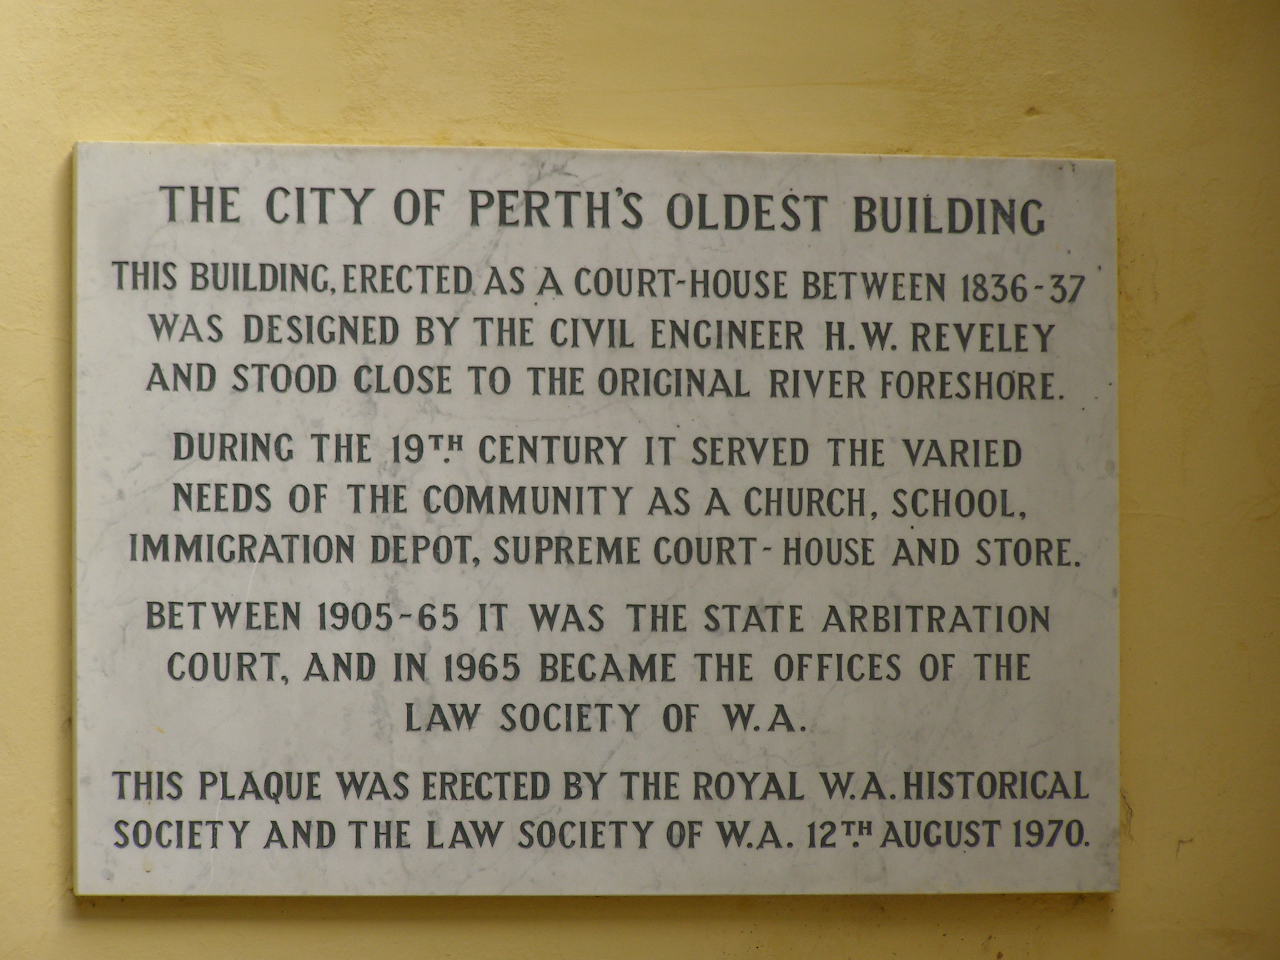 THE CITY OF PERTH'S OLDEST BUILDING
THIS BUILDING, ERECTED AS A COURT-HOUSE BETWEEN 1836-37
WAS DESIGNED BY THE CIVIL ENGINEER H.W. REVELEY
AND STOOD CLOSE TO THE ORIGINAL RIVER FORESHORE.
DURING THE 19TH CENTURY IT SERVED THE VARIED
NEEDS OF THE COMMUNITY AS A CHURCH, SCHOOL,
IMMIGRATION DEPOT, SUPREME COURT-HOUSE AND STORE.
BETWEEN 1905-65 IT WAS THE STATE ARBITRATION
COURT, AND IN 1965 BECAME THE OFFICES OF THE
LAW SOCIETY OF W.A.
THIS PLAQUE WAS ERECTED BY THE ROYAL W.A. HISTORICAL
SOCIETY AND THE LAW SOCIETY OF W.A. 12TH AUGUST 1970.